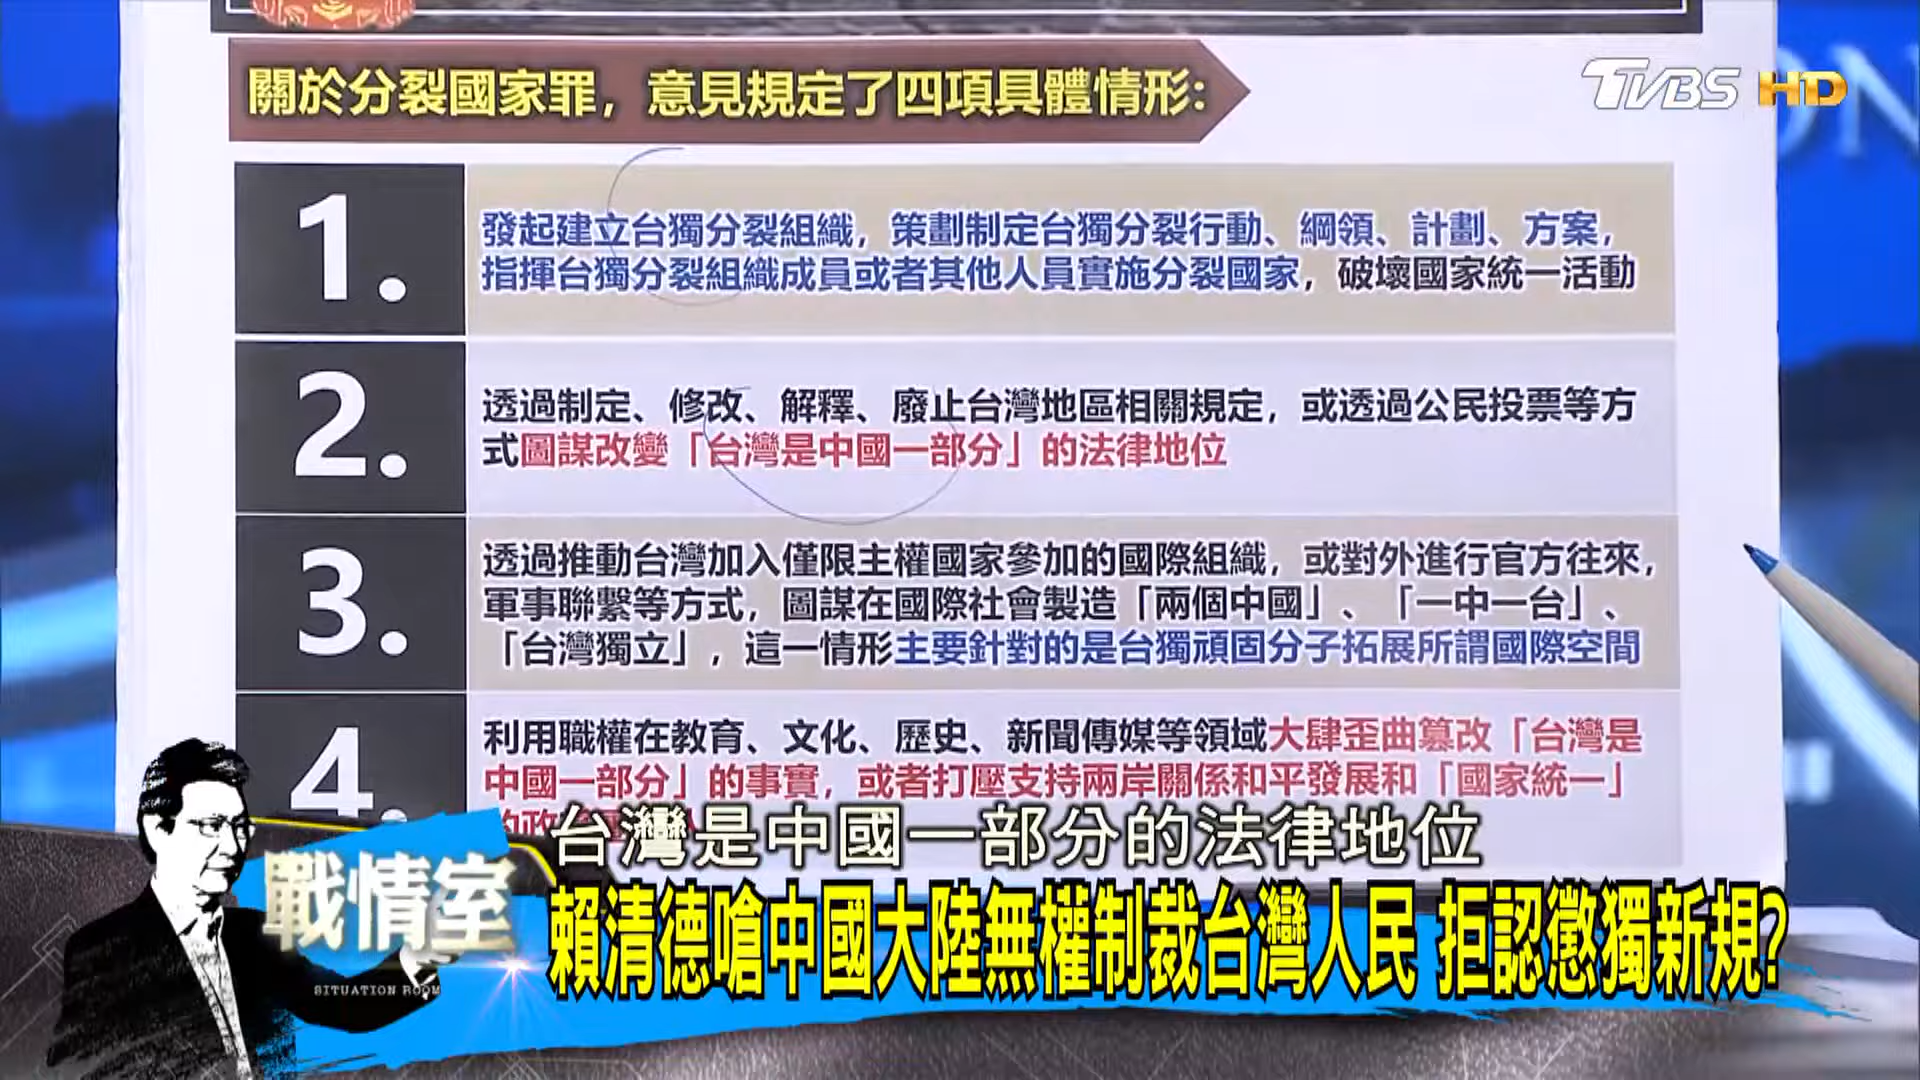 關於分裂國家罪，意見規定了四項具體情形:
TVBS HD
1.
發起建立台獨分裂組織，策劃制定台獨分裂行動、綱領、計劃、方案，
指揮台獨分裂組織成員或者其他人員實施分裂國家，破壞國家統一活動
2.
透過制定、修改、解釋、廢止台灣地區相關規定，或透過公民投票等方
式圖謀改變「台灣是中國一部分」的法律地位
3.
透過推動台灣加入僅限主權國家參加的國際組織，或對外進行官方往來，
軍事聯繫等方式，圖謀在國際社會製造「兩個中國」、「一中一台」、
「台灣獨立」，這一情形主要針對的是台獨頑固分子拓展所謂國際空間
4.
利用職權在教育、文化、歷史、新聞傳媒等領域大肆歪曲篡改「台灣是
中國一部分」的事實，或者打壓支持兩岸關係和平發展和「國家統一」
的政
台灣是中國一部分的法律地位
戰情室
SITUATION ROOM
賴清德嗆中國大陸無權制裁台灣人民 拒認懲獨新規?